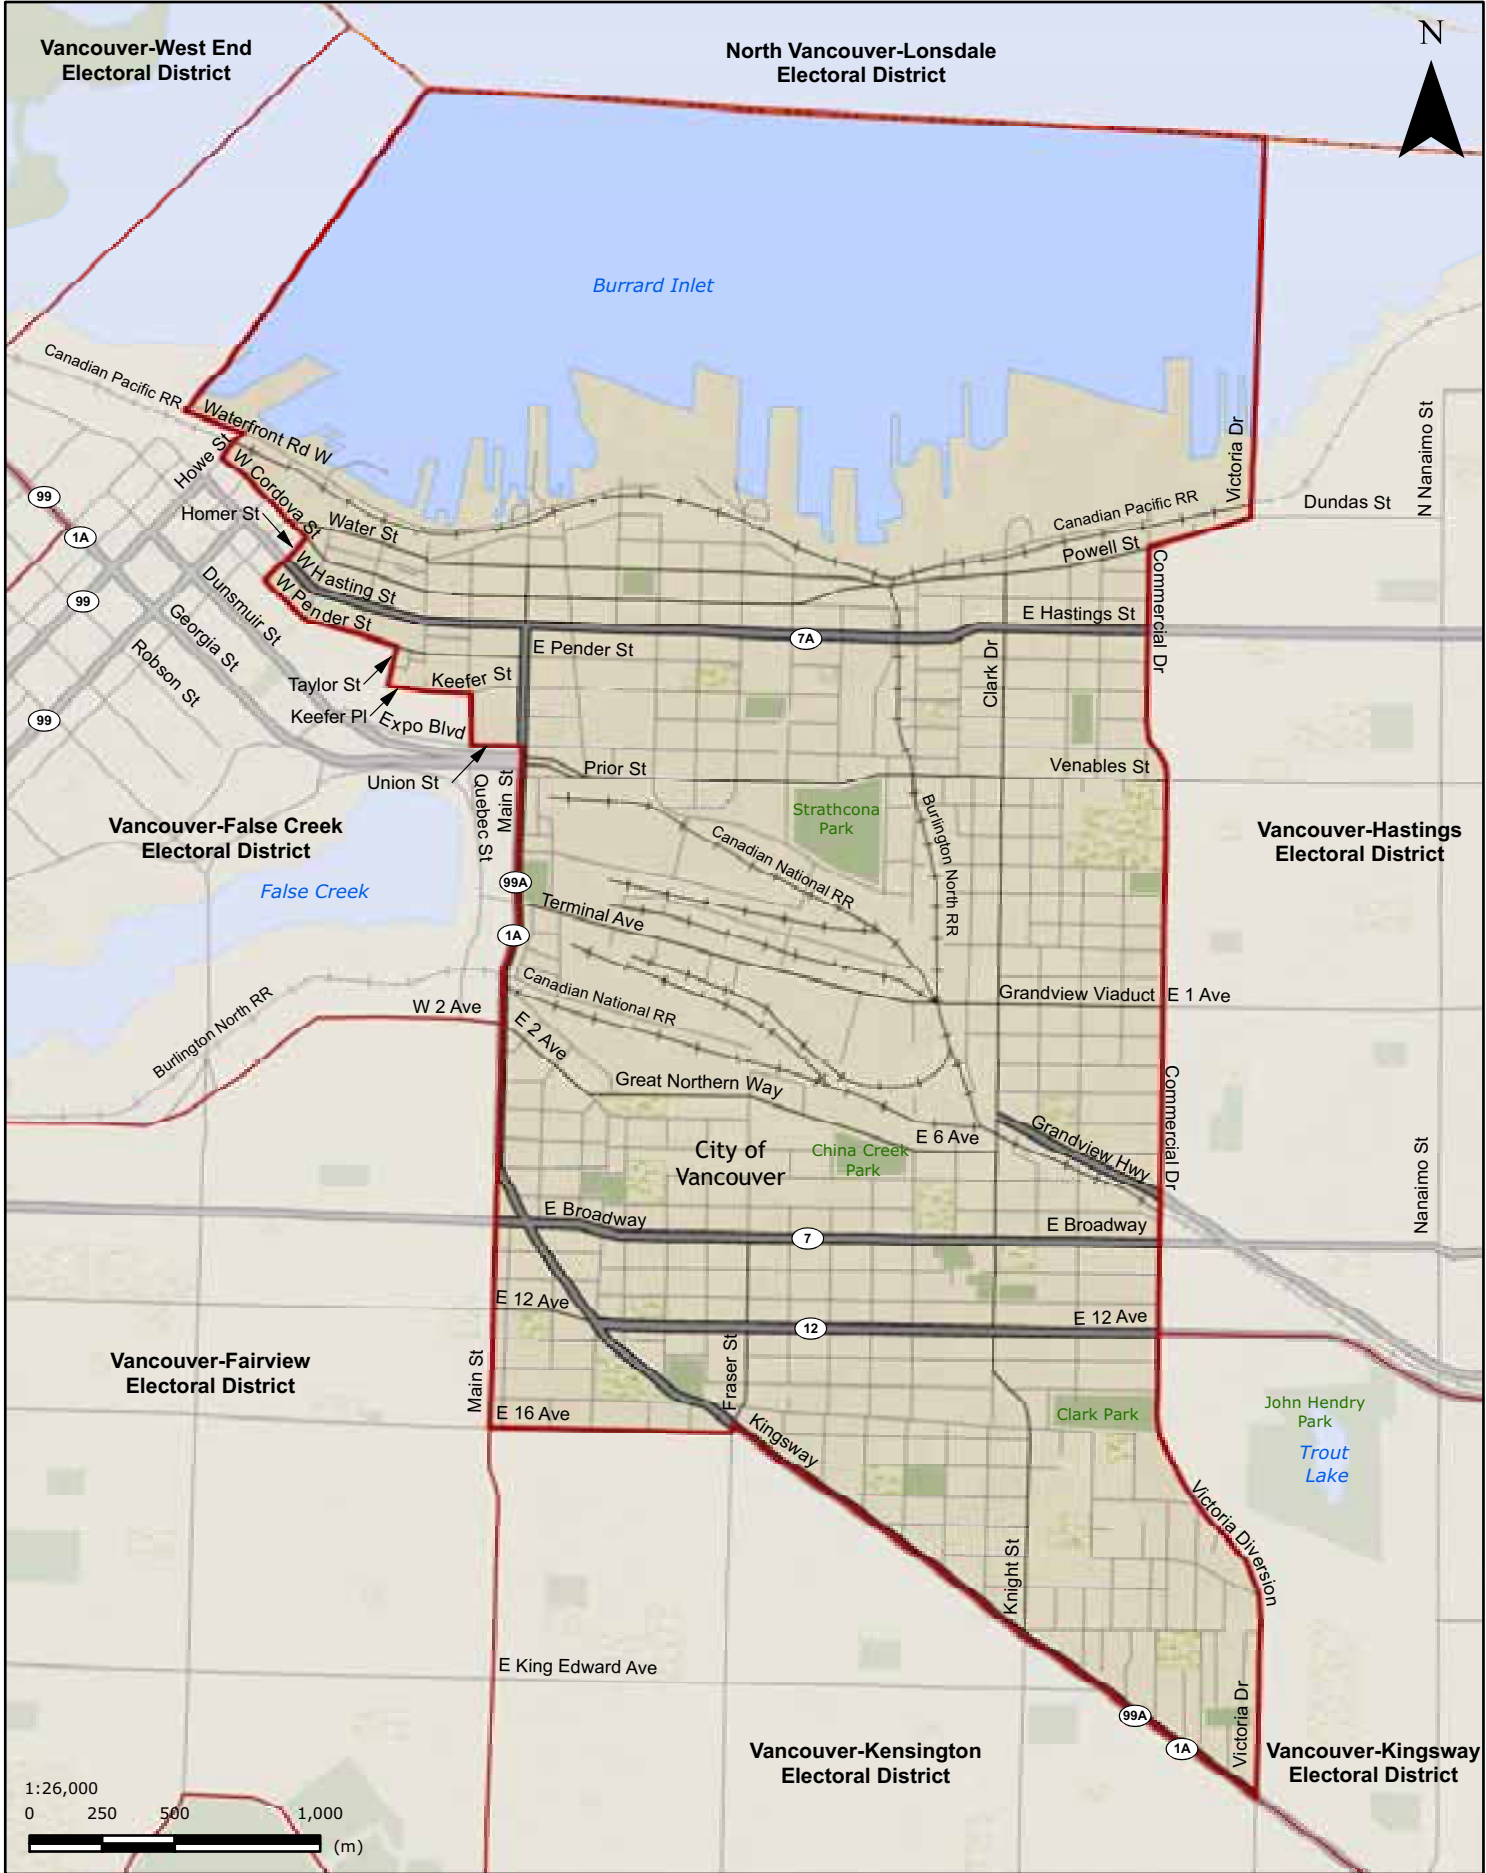 Vancouver-West End
Electoral District
North Vancouver-Lonsdale
Electoral District
N
Burrard Inlet
Canadian Pacific RR
Waterfront Rd W
Howe St
W Cordova St
Victoria Dr
N Nanaimo St
99
Homer St
Water St
Canadian Pacific RR
Dundas St
1A
Powell St
W Hasting St
Commercial Dr
99
Dunsmuir St
W Pender St
E Hastings St
Georgia St
7A
E Pender St
Robson St
Clark Dr
Taylor St
Keefer St
99
Keefer Pl
Expo Blvd
Union St
Prior St
Venables St
Main St
Quebec St
Strathcona
Park
Burlington North RR
Vancouver-False Creek
Electoral District
Canadian National RR
Vancouver-Hastings
Electoral District
False Creek
99A
Terminal Ave
1A
Canadian National RR
Grandview Viaduct
E 1 Ave
W 2 Ave
Burlington North RR
E 2 Ave
Great Northern Way
Commercial Dr
Grandview Hwy
E 6 Ave
City of
Vancouver
China Creek
Park
Nanaimo St
E Broadway
E Broadway
7
E 12 Ave
E 12 Ave
12
Vancouver-Fairview
Electoral District
Main St
Fraser St
E 16 Ave
Kingsway
Clark Park
John Hendry
Park
Trout
Lake
Victoria Diversion
Knight St
E King Edward Ave
Victoria Dr
99A
1A
Vancouver-Kensington
Electoral District
Vancouver-Kingsway
Electoral District
1:26,000
0 250 500 1,000
(m)